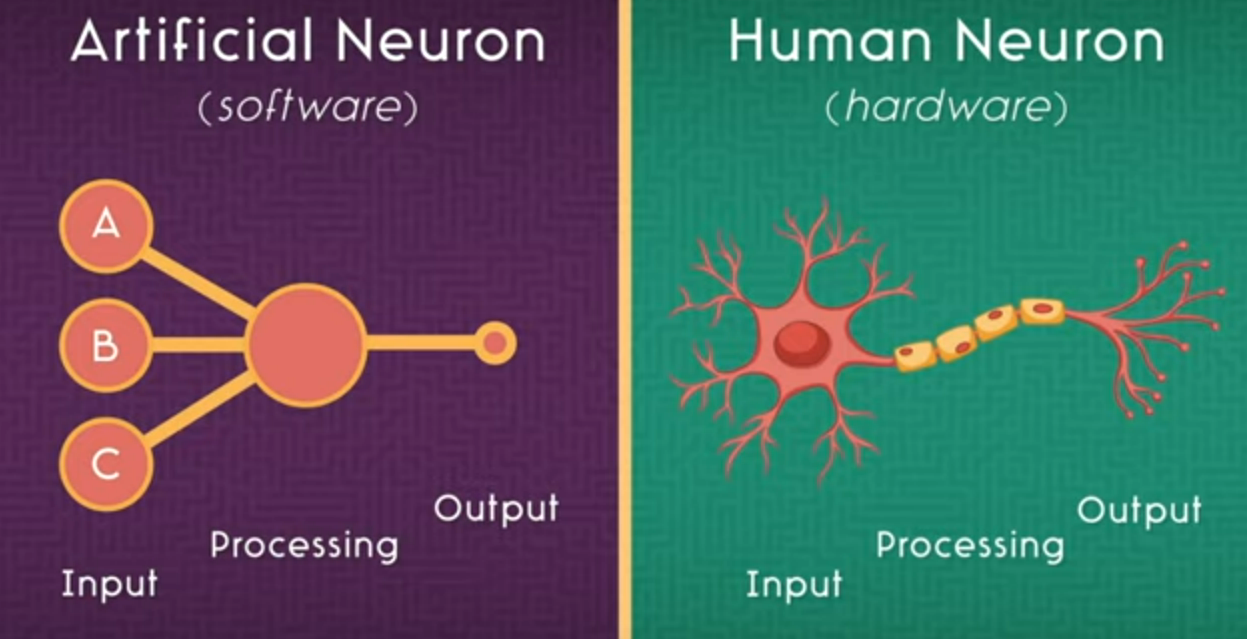 Artificial Neuron
(software)
A
B
C
Output
Processing
Input
Human Neuron
(hardware)
Output
Processing
Input